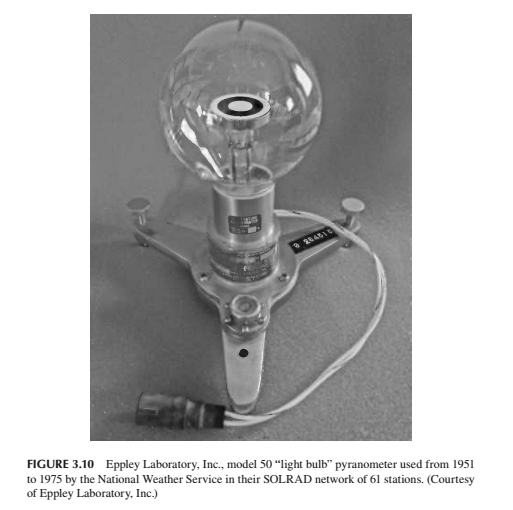 FIGURE 3.10 Eppley Laboratory, Inc., model 50 “light bulb” pyranometer used from 1951
to 1975 by the National Weather Service in their SOLRAD network of 61 stations. (Courtesy
of Eppley Laboratory, Inc.)